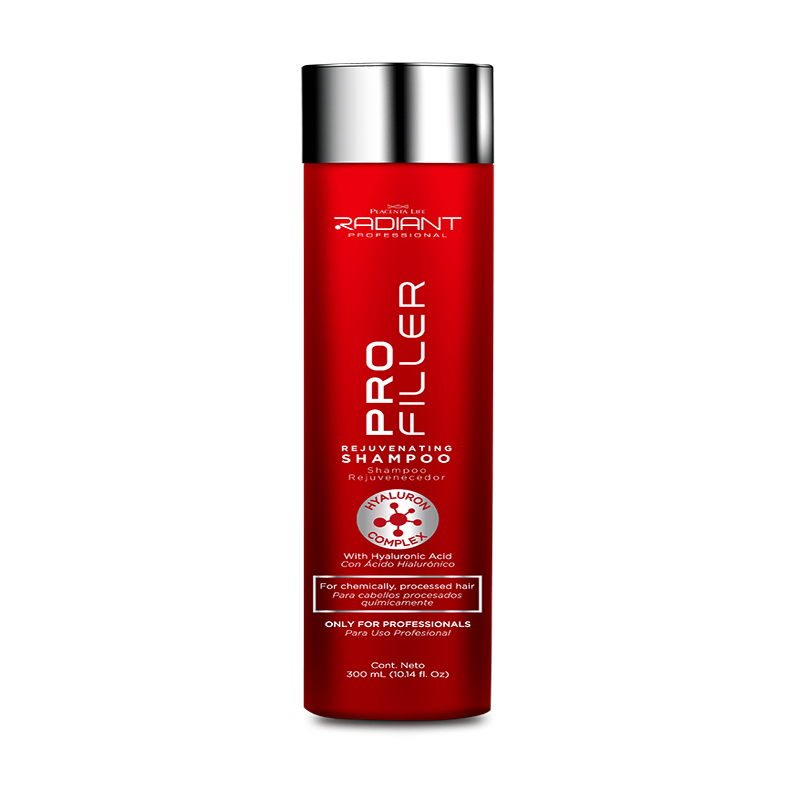 PLACENTA LIFE
RADIANT
PROFESSIONAL
PRO
FILLER
REJUVENATING
SHAMPOO
Shampoo
Rejuvenecedor
HYALURON
COMPLEX
With Hyaluronic Acid
Con Ácido Hialurónico
For chemically, processed hair
Para cabellos procesados
químicamente
ONLY FOR PROFESSIONALS
Para Uso Profesional
Cont. Neto
300 mL (10.14 fl. Oz)